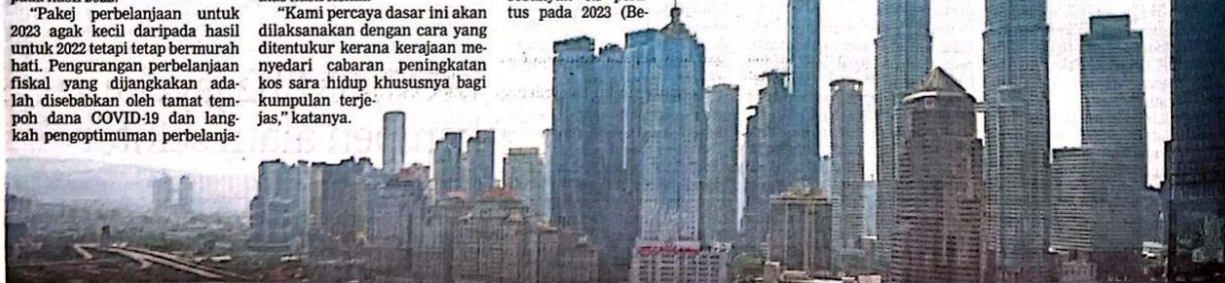 “Pakej perbelanjaan untuk
2023 agak kecil daripada hasil
untuk 2022 tetapi tetap bermurah
hati. Pengurangan perbelanjaan
fiskal yang dijangkakan ada-
lah disebabkan oleh tamat tem-
poh dana COVID-19 dan lang-
kah pengoptimuman perbelanja-
“Kami percaya dasar ini akan
dilaksanakan dengan cara yang
ditentukur kerana kerajaan me-
nyedari cabaran peningkatan
kos sara hidup khususnya bagi
kumpulan terje-
jas,” katanya.
tus pada 2023 (Be-